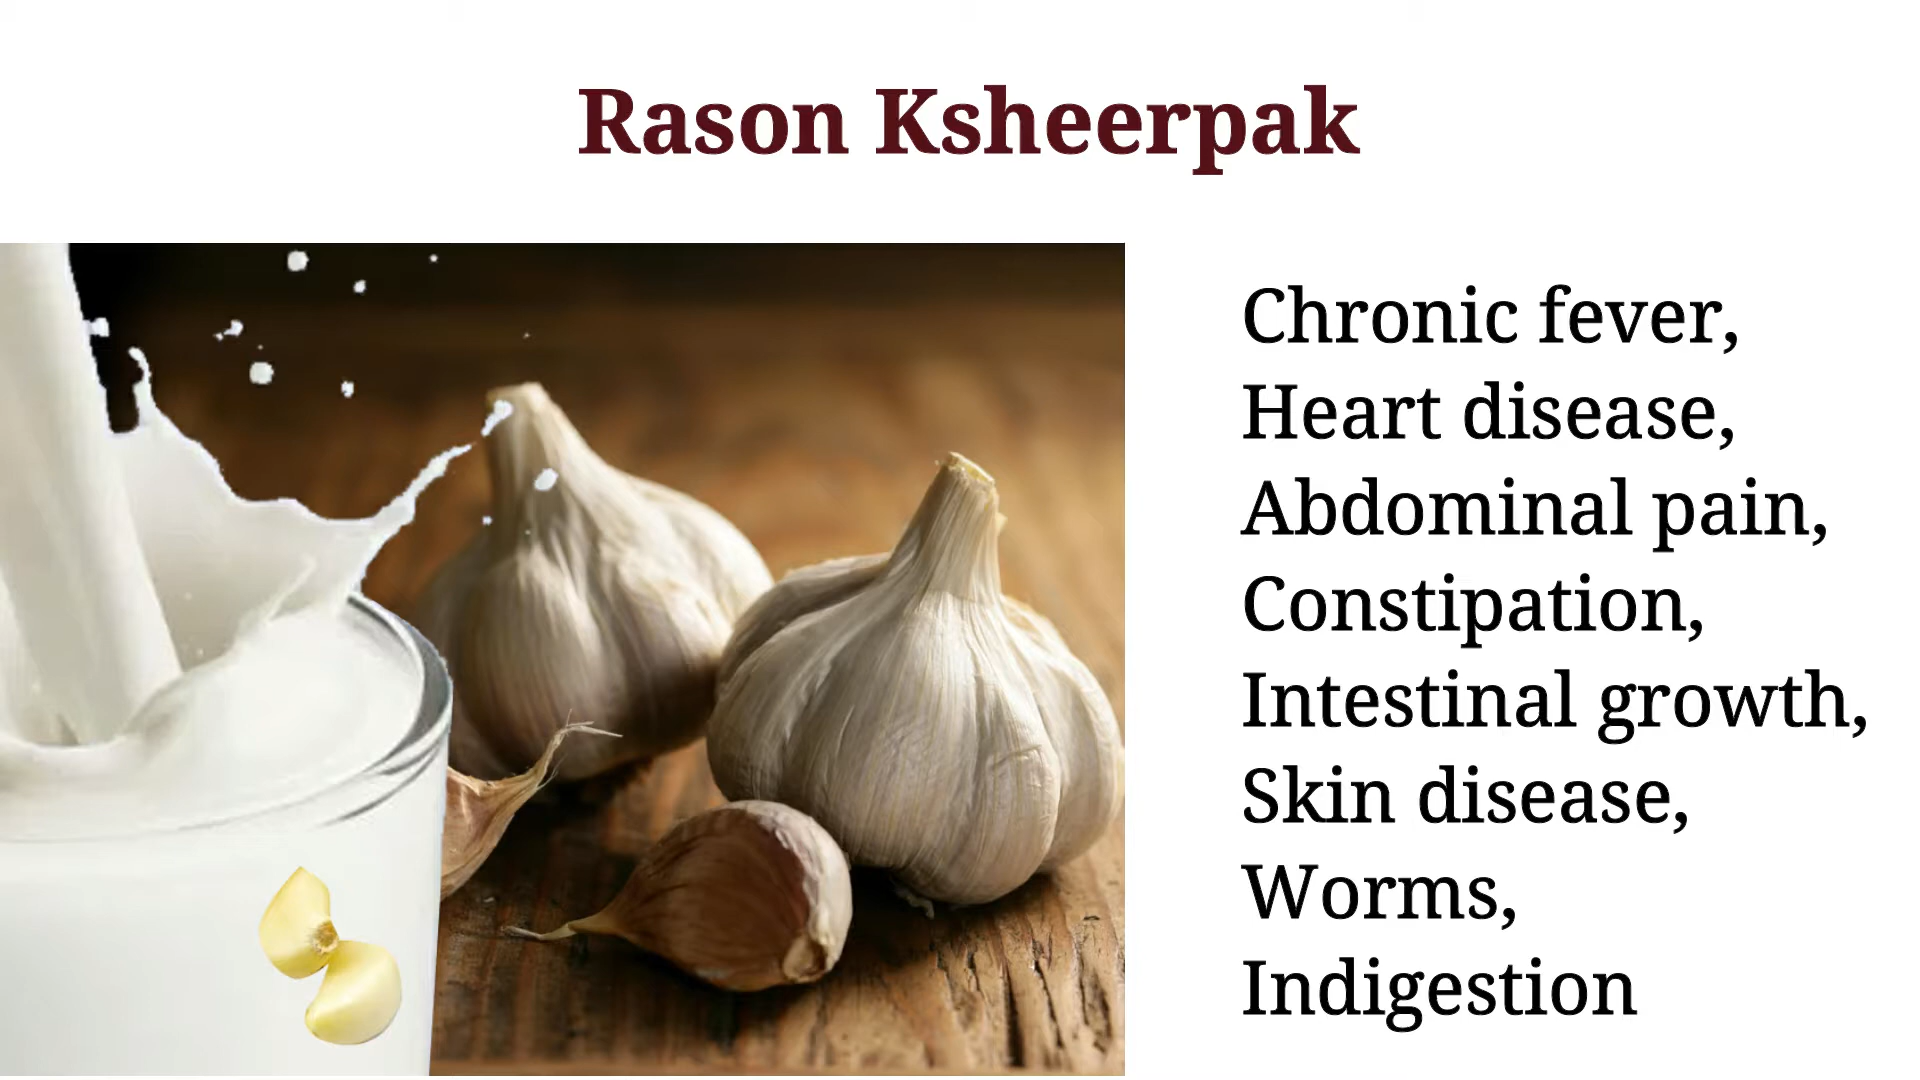 Rason Ksheerpak
Chronic fever,
Heart disease,
Abdominal pain,
Constipation,
Intestinal growth,
Skin disease,
Worms,
Indigestion